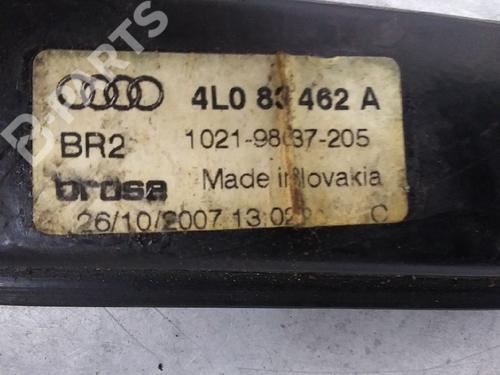 4L0 83 462 A
BR2 1021-98 37-205
brose Made in lovakia
26/10/2007 13:02 C